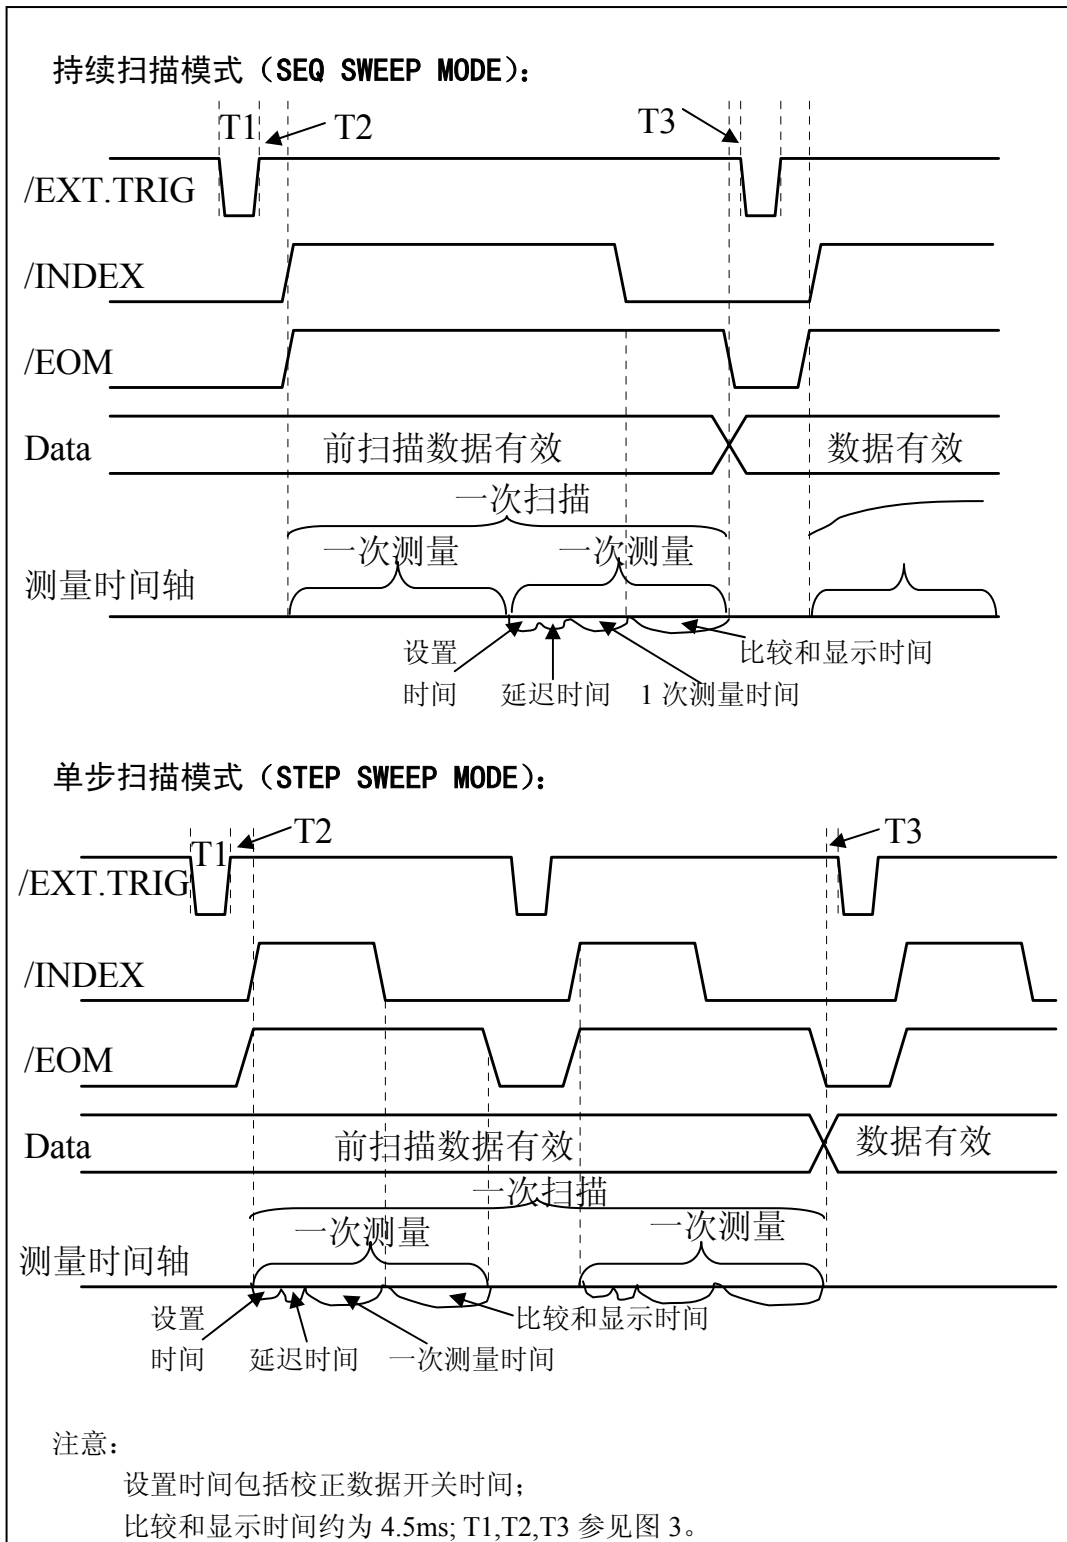 持续扫描模式（SEQ SWEEP MODE）：
T1
T2
T3
/EXT.TRIG
/INDEX
/EOM
Data
前扫描数据有效
数据有效
一次扫描
一次测量
一次测量
测量时间轴
设置
时间
延迟时间
1 次测量时间
比较和显示时间
单步扫描模式（STEP SWEEP MODE）：
T1
T2
T3
/EXT.TRIG
/INDEX
/EOM
Data
前扫描数据有效
数据有效
一次扫描
一次测量
一次测量
测量时间轴
设置
时间
延迟时间
一次测量时间
比较和显示时间
注意：
设置时间包括校正数据开关时间；
比较和显示时间约为 4.5ms; T1,T2,T3 参见图 3。